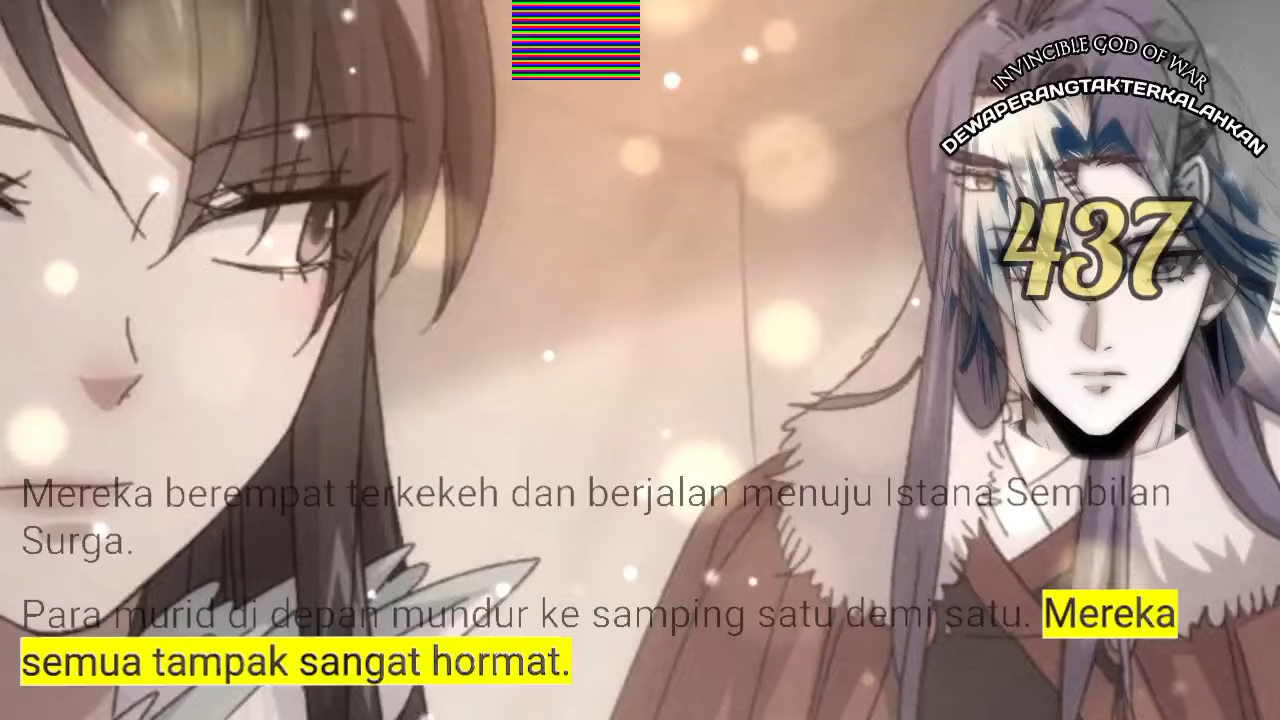 INVINCIBLE GOD OF WAR
DEWAPERANGTAKTERKALAHKAN
437
Mereka berempat terkekeh dan berjalan menuju Istana Sembilan
Surga.
Para murid di depan mundur ke samping satu demi satu. Mereka
semua tampak sangat hormat.